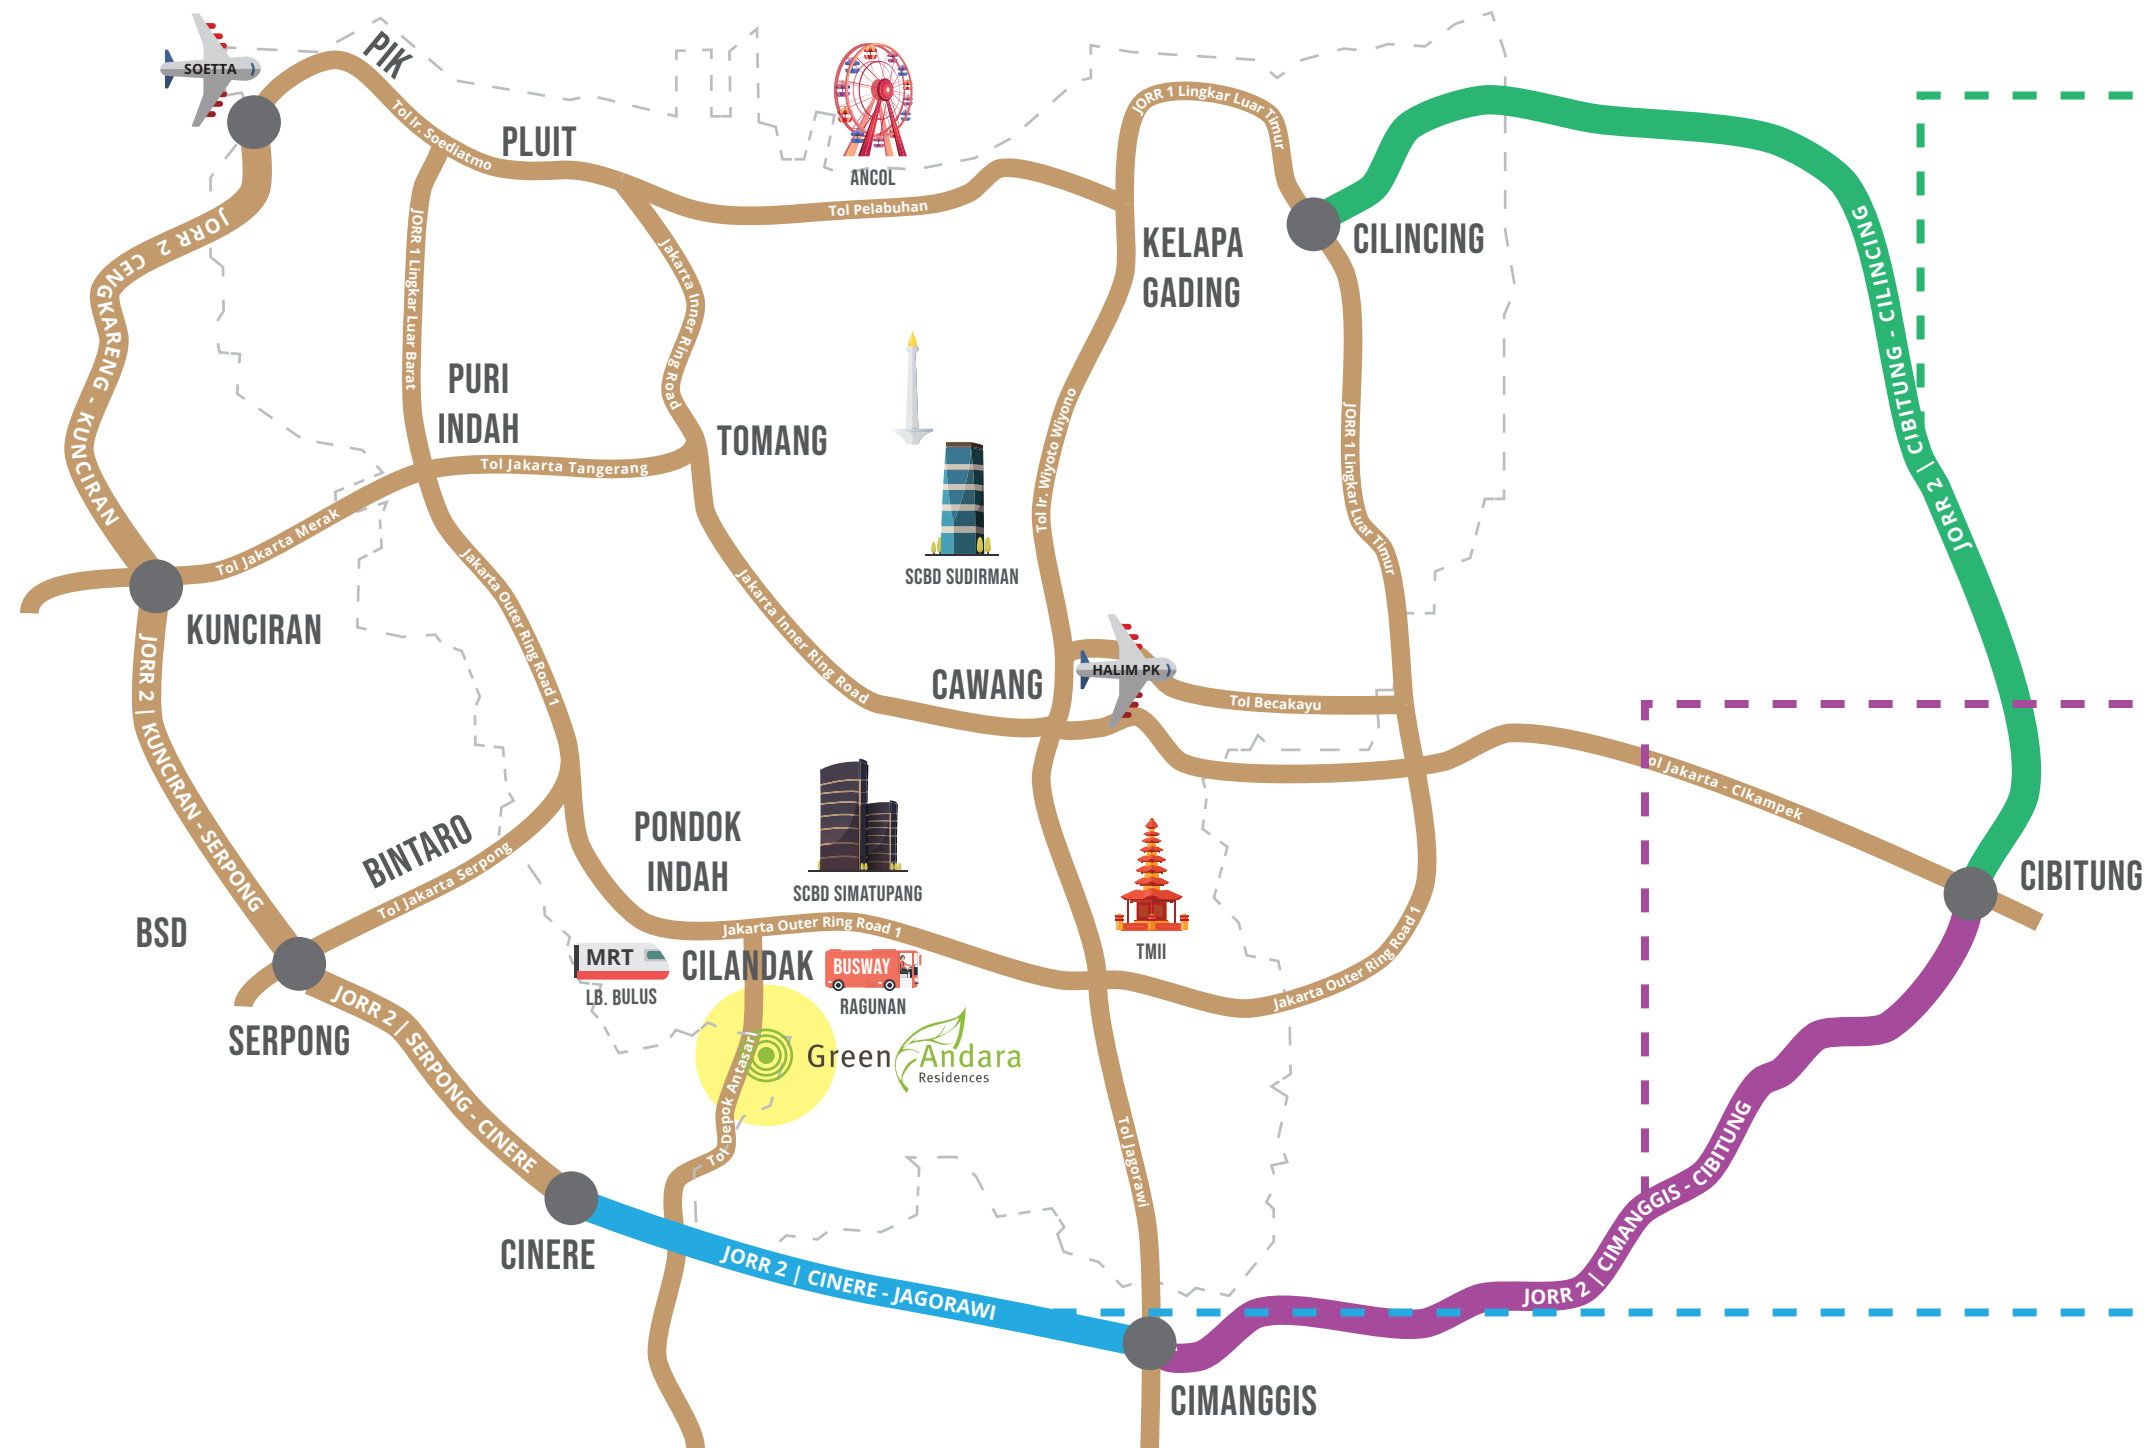 SOETTA
PIK
Tol Ir. Soediatmo
PLUIT
ANCOL
Tol Pelabuhan
JORR 1 Lingkar Luar Timur
KELAPA
GADING
CILINCING
JORR 2 | CIBITUNG - CILINCING
JORR 2 CENGKARENG - KUNCIRAN
JORR 1 Lingkar Luar Barat
Jakarta Inner Ring Road
PURI
INDAH
TOMANG
Tol Jakarta Tangerang
Tol Jakarta Merak
Tol Ir. Wiyoto Wiyono
JORR 1 Lingkar Luar Timur
SCBD SUDIRMAN
KUNCIRAN
Jakarta Outer Ring Road 1
Jakarta Inner Ring Road
CAWANG
HALIM PK
Tol Becakayu
JORR 2 | KUNCIRAN - SERPONG
ol Jakarta - CIkampek
CIBITUNG
BINTARO
Tol Jakarta Serpong
PONDOK
INDAH
SCBD SIMATUPANG
BSD
Jakarta Outer Ring Road 1
TMII
Jakarta Outer Ring Road 1
MRT
LB. BULUS
CILANDAK
BUSWAY
RAGUNAN
SERPONG
JORR 2 | SERPONG - CINERE
Tol Depok Antasari
Green Andara
Residences
Tol Jagorawi
JORR 2 | CIMANGGIS - CIBITUNG
CINERE
JORR 2 | CINERE - JAGORAWI
CIMANGGIS